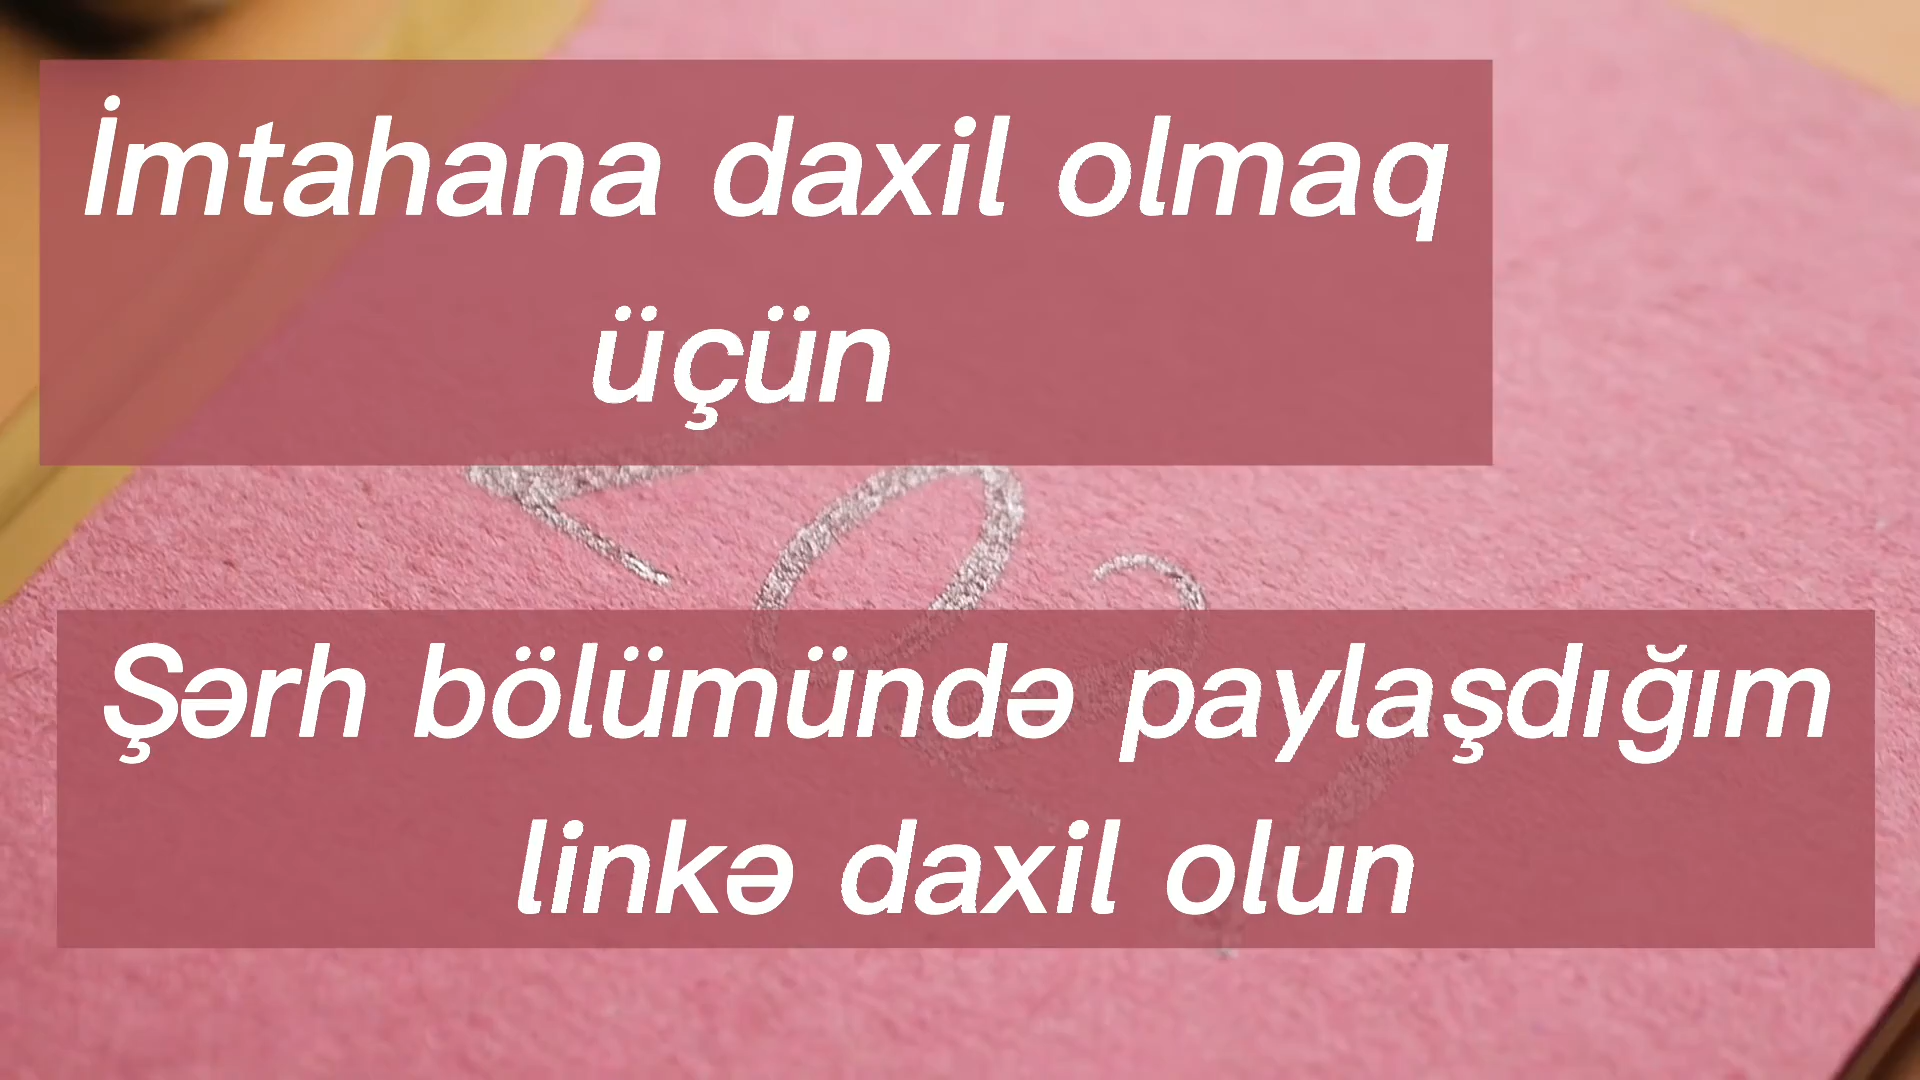 İmtahana daxil olmaq
üçün
Şərh bölümündə paylaşdığım
linkə daxil olun